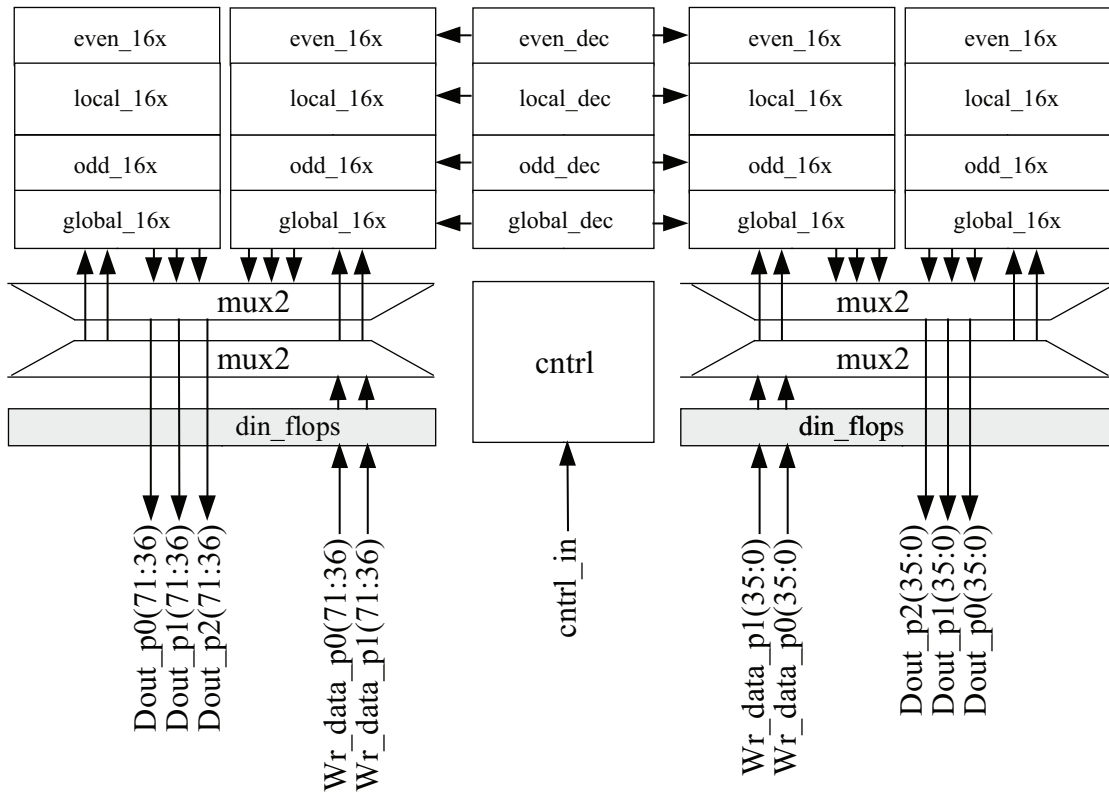 even_16x even_16x even_dec even_16x even_16x
local_16x local_16x local_dec local_16x local_16x
odd_16x odd_16x odd_dec odd_16x odd_16x
global_16x global_16x global_dec global_16x global_16x
mux2 mux2
mux2 cntrl mux2
din_flops din_flops
Dout_p0(71:36)
Dout_p1(71:36)
Dout_p2(71:36)
Wr_data_p0(71:36)
Wr_data_p1(71:36)
cntrl_in
Wr_data_p1(35:0)
Wr_data_p0(35:0)
Dout_p2(35:0)
Dout_p1(35:0)
Dout_p0(35:0)